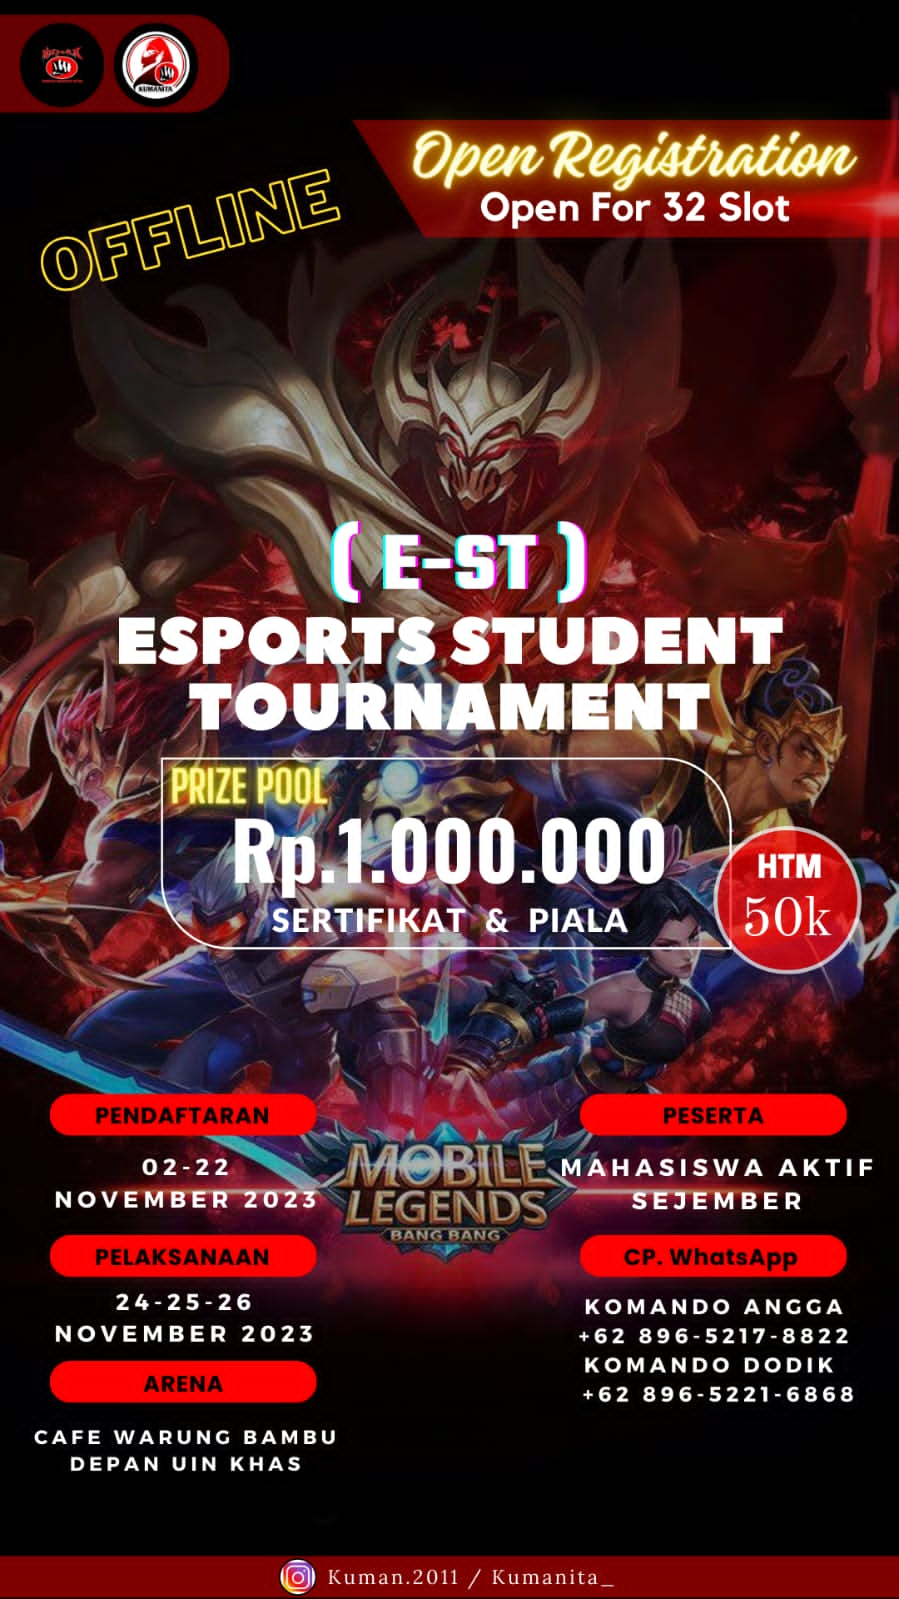 KUMANITA
Open Registration
Open For 32 Slot
OFFLINE
( E-ST )
ESPORTS STUDENT
TOURNAMENT
PRIZE POOL
Rp.1.000.000
SERTIFIKAT & PIALA
HTM
50k
PENDAFTARAN
02-22
NOVEMBER 2023
PELAKSANAAN
24-25-26
NOVEMBER 2023
ARENA
CAFE WARUNG BAMBU
DEPAN UIN KHAS
MOBILE
LEGENDS
BANG BANG
PESERTA
MAHASISWA AKTIF
SEJEMBER
CP. WhatsApp
KOMANDO ANGGA
+62 896-5217-8822
KOMANDO DODIK
+62 896-5221-6868
Kuman.2011 / Kumanita_